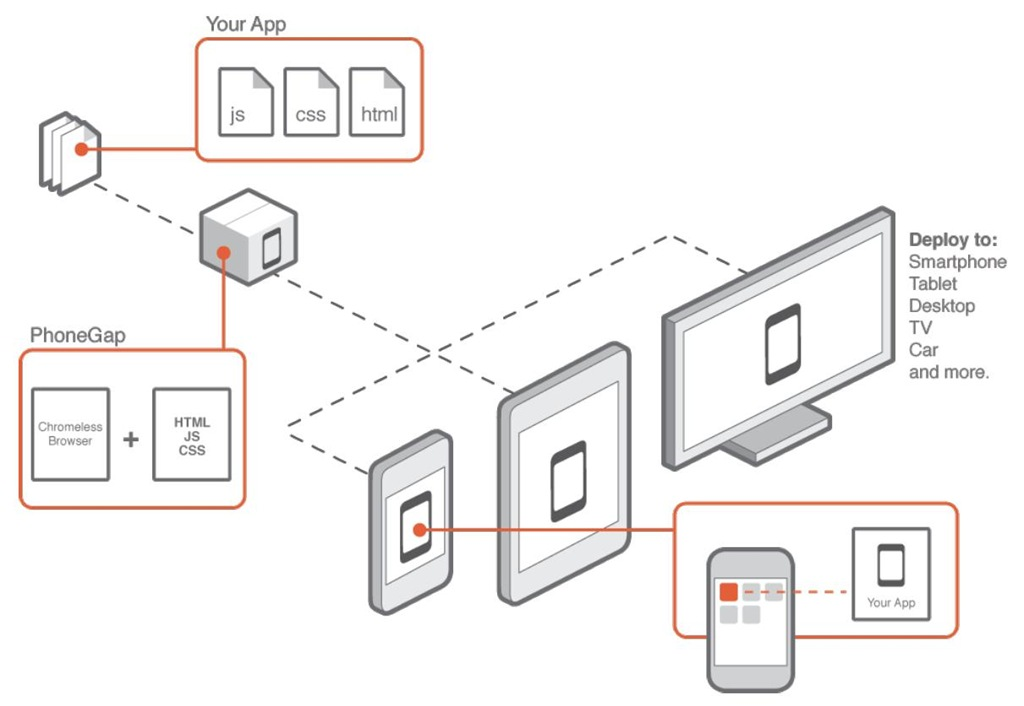 Your App
js
css
html
PhoneGap
Chromeless
Browser
+
HTML
JS
CSS
Deploy to:
Smartphone
Tablet
Desktop
TV
Car
and more.
Your App